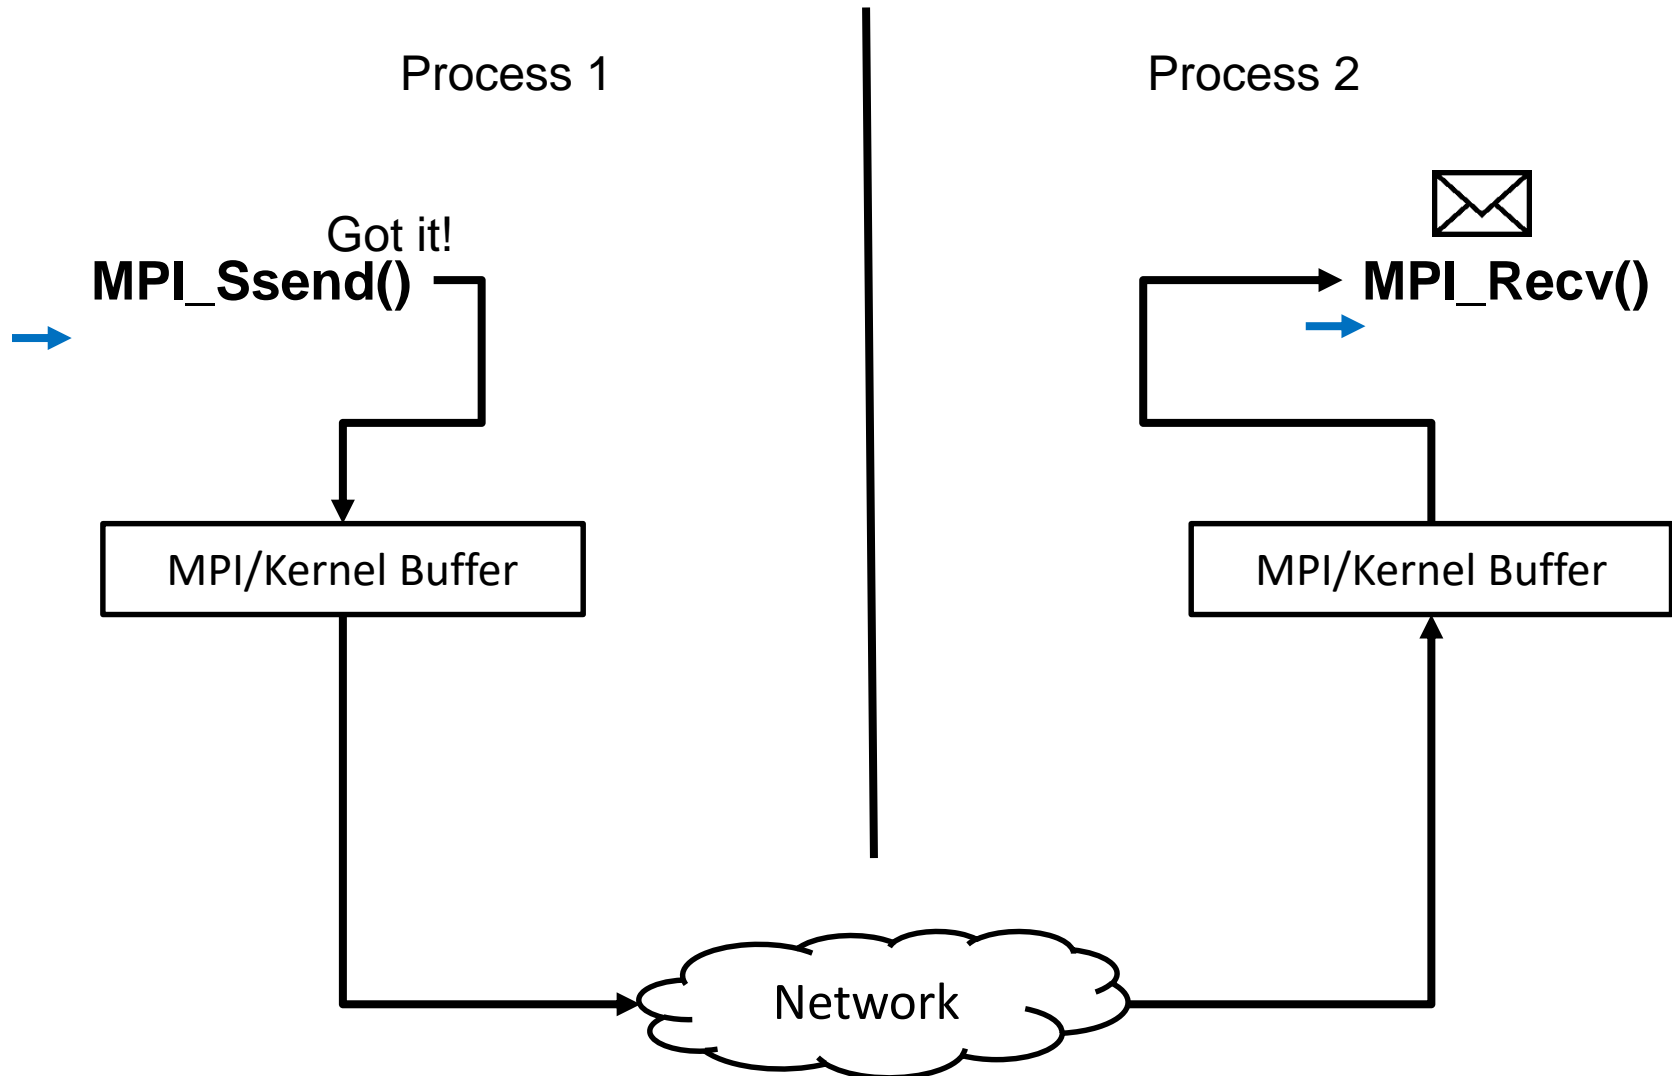 Process 1
Process 2
Got it!
MPI_Ssend()
MPI_Recv()
MPI/Kernel Buffer
MPI/Kernel Buffer
Network